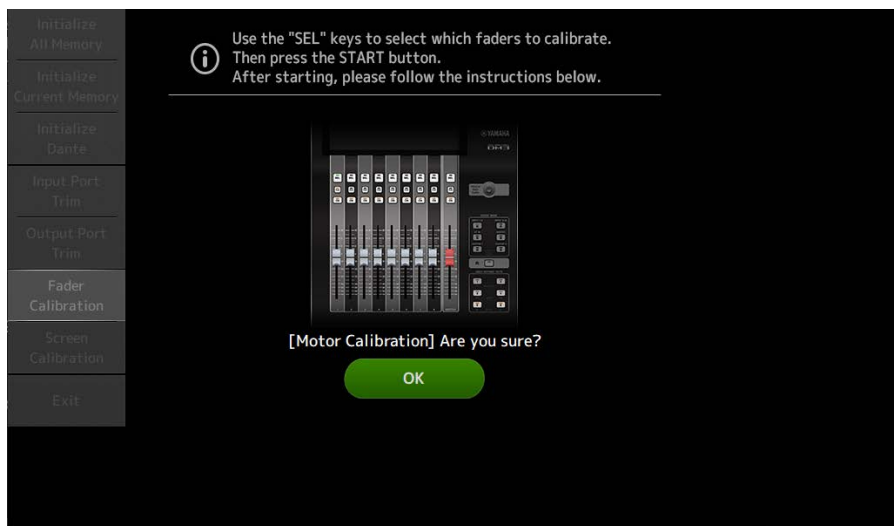 Initialize
All Memory
Initialize
Current Memory
Initialize
Dante
Input Port
Trim
Output Port
Trim
Fader
Calibration
Screen
Calibration
Exit
Use the "SEL" keys to select which faders to calibrate.
Then press the START button.
After starting, please follow the instructions below.
YAMAHA
[Motor Calibration] Are you sure?
OK